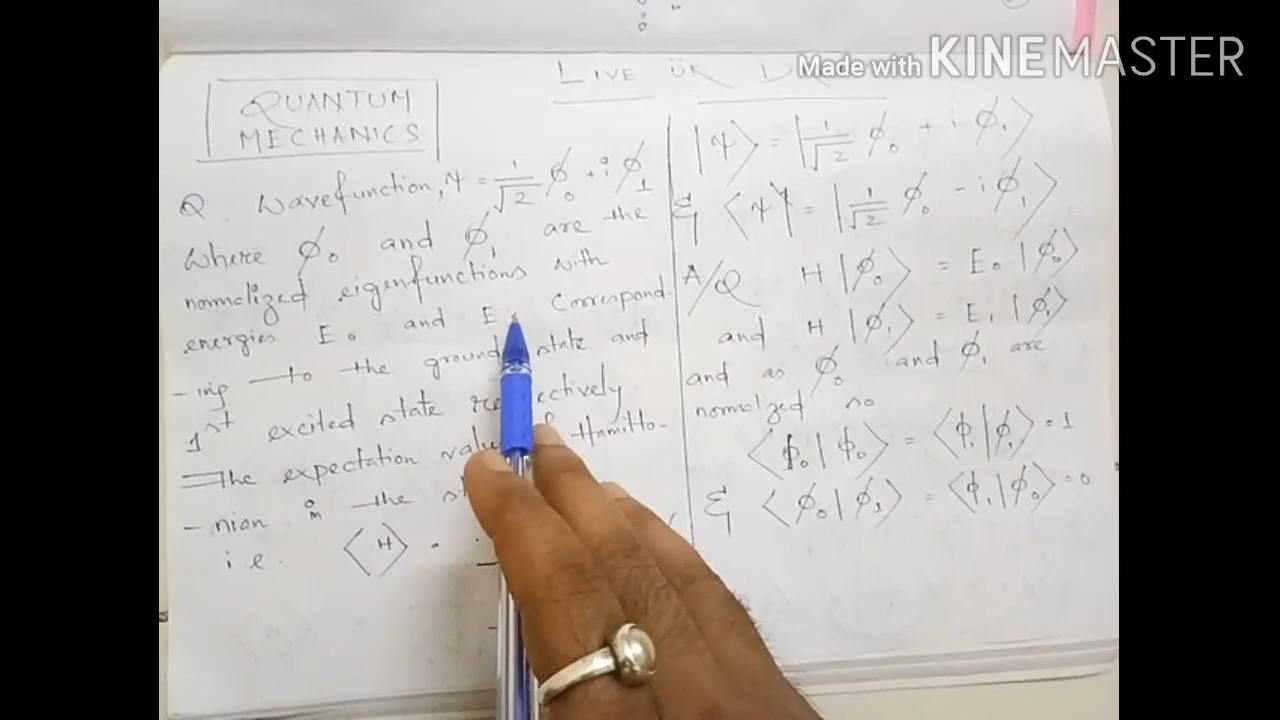 Made with KINEMASTER
LIVE ÜR
QUANTUM
MECHANICS
Q. Wavefunction, ψ = 1/√2 ϕ₀ + i ϕ₁
Where ϕ₀ and ϕ₁ are the
normalized eigenfunctions with
energies E₀ and E Correspond-
-ing to the ground state and
1st excited state respectively
The expectation value of Hamilto-
-nian in the
i.e. <H>
|ψ> = |1/√2 ϕ₀ + i ϕ₁>
& <ψ| = |1/√2 ϕ₀ - i ϕ₁>
A/Q H |ϕ₀> = E₀ |ϕ₀>
and H |ϕ₁> = E₁ |ϕ₁>
and as ϕ₀ and ϕ₁ are
normalzed so
<ϕ₀|ϕ₀> = <ϕ₁|ϕ₁> = 1
& <ϕ₀|ϕ₁> = <ϕ₁|ϕ₀> = 0